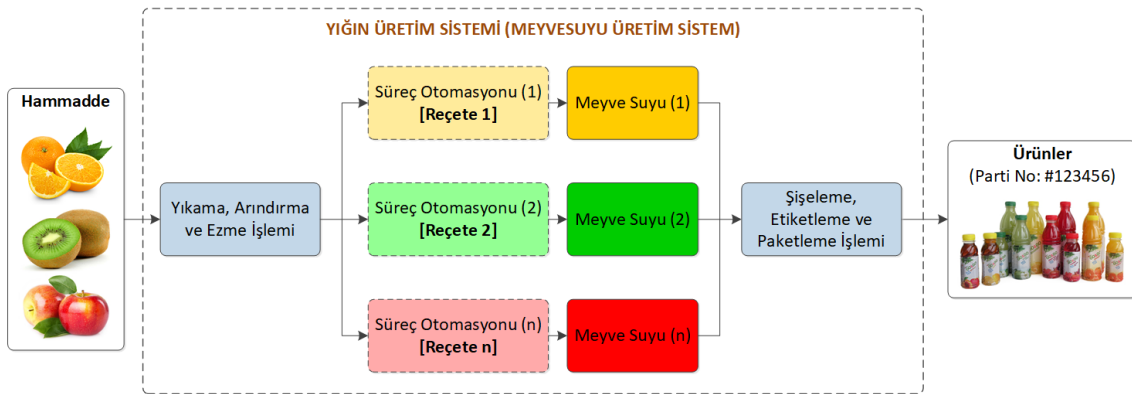 YIĞIN ÜRETİM SİSTEMİ (MEYVESUYU ÜRETİM SİSTEM)
Hammadde
Yıkama, Arındırma
ve Ezme İşlemi
Süreç Otomasyonu (1)
[Reçete 1]
Meyve Suyu (1)
Süreç Otomasyonu (2)
[Reçete 2]
Meyve Suyu (2)
Süreç Otomasyonu (n)
[Reçete n]
Meyve Suyu (n)
Şişeleme,
Etiketleme ve
Paketleme İşlemi
Ürünler
(Parti No: #123456)